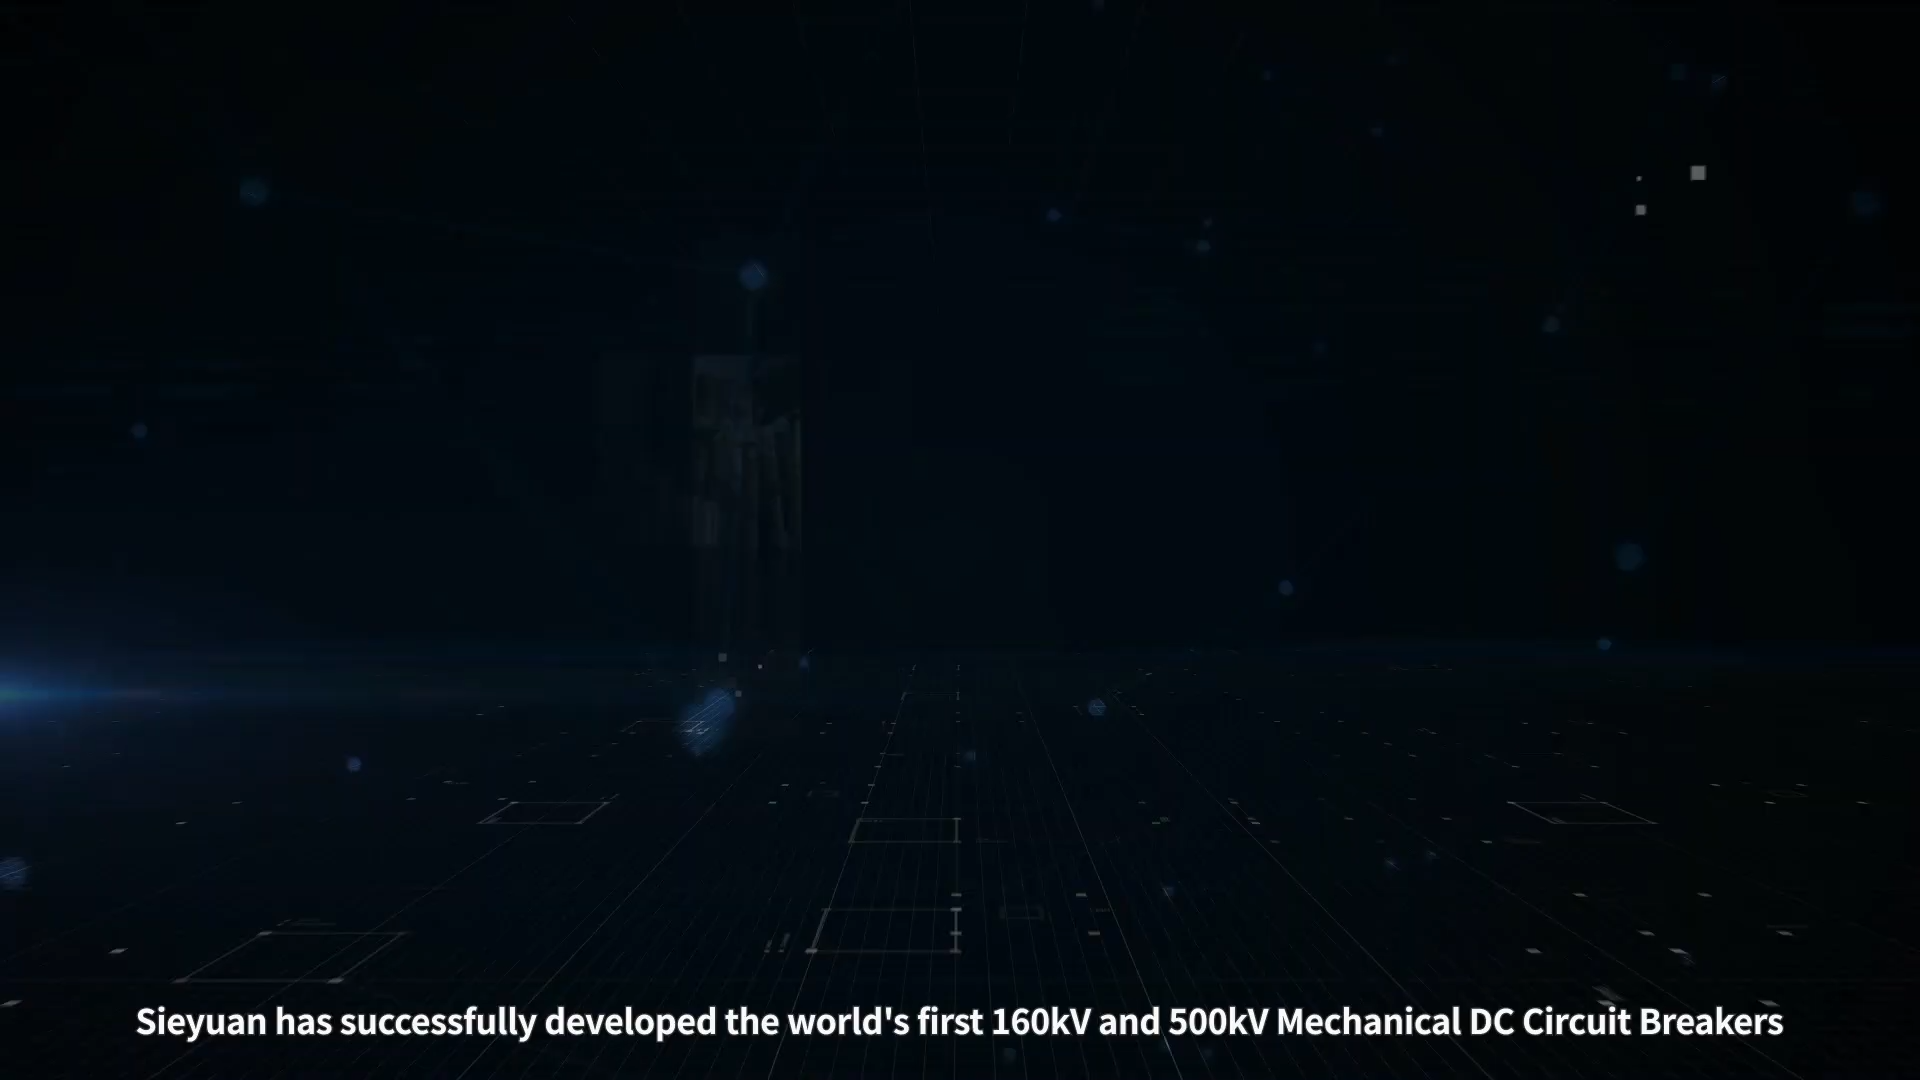 Sieyuan has successfully developed the world's first 160kV and 500kV Mechanical DC Circuit Breakers